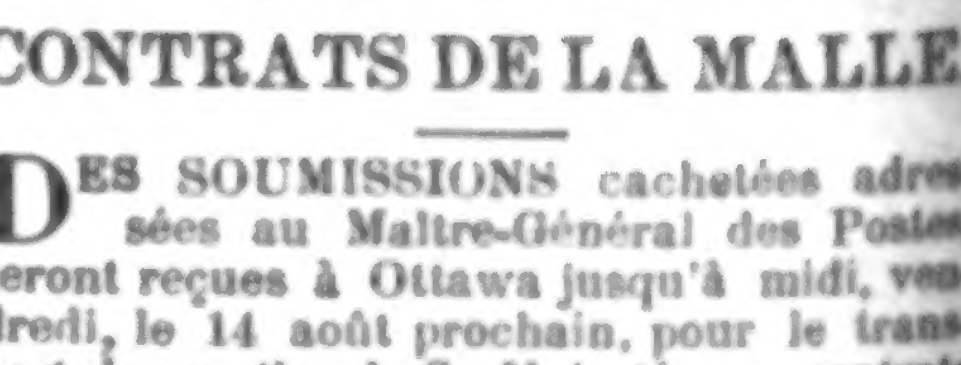 CONTRATS DE LA MALLE
DES SOUMISSIONS cachetées adres
sées au Maître-Général des Postes
seront reçues à Ottawa jusqu'à midi, ven
dredi, le 14 août prochain, pour le trans